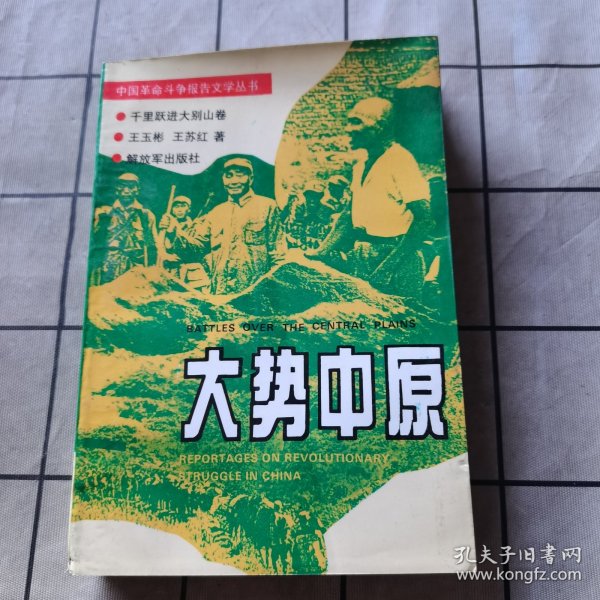 中国革命斗争报告文学丛书
千里跃进大别山卷
王玉彬 王苏红 著
解放军出版社
BATTLES OVER THE CENTRAL PLAINS
大势中原
REPORTAGES ON REVOLUTIONARY
STRUGGLE IN CHINA
孔夫子旧书网
www.kongfz.com